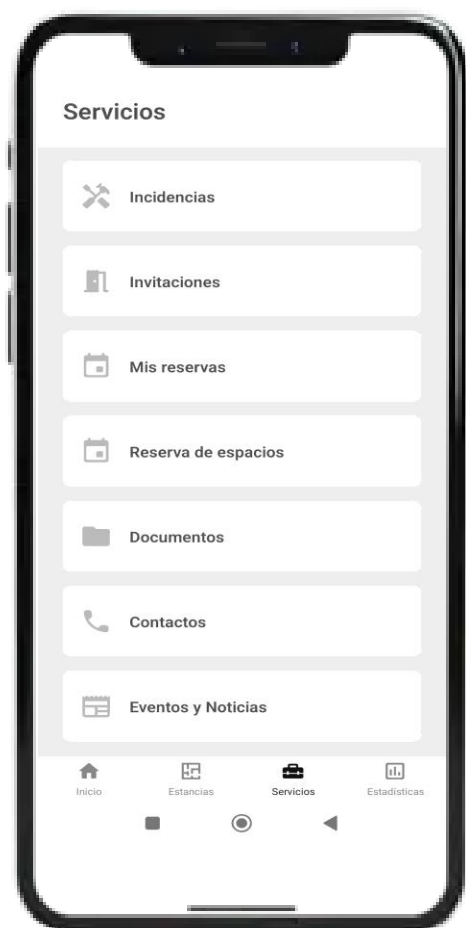 Servicios
Incidencias
Invitaciones
Mis reservas
Reserva de espacios
Documentos
Contactos
Eventos y Noticias
Inicio
Estancias
Servicios
Estadísticas